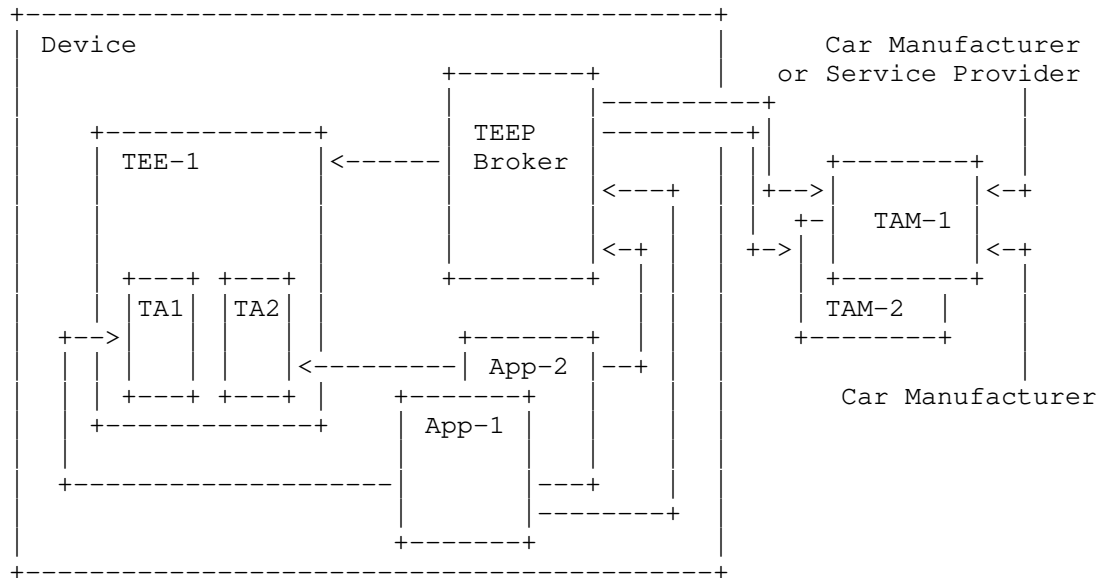 Device
Car Manufacturer
or Service Provider
TEEP
Broker
TEE-1
TAM-1
TA1
TA2
TAM-2
App-2
Car Manufacturer
App-1